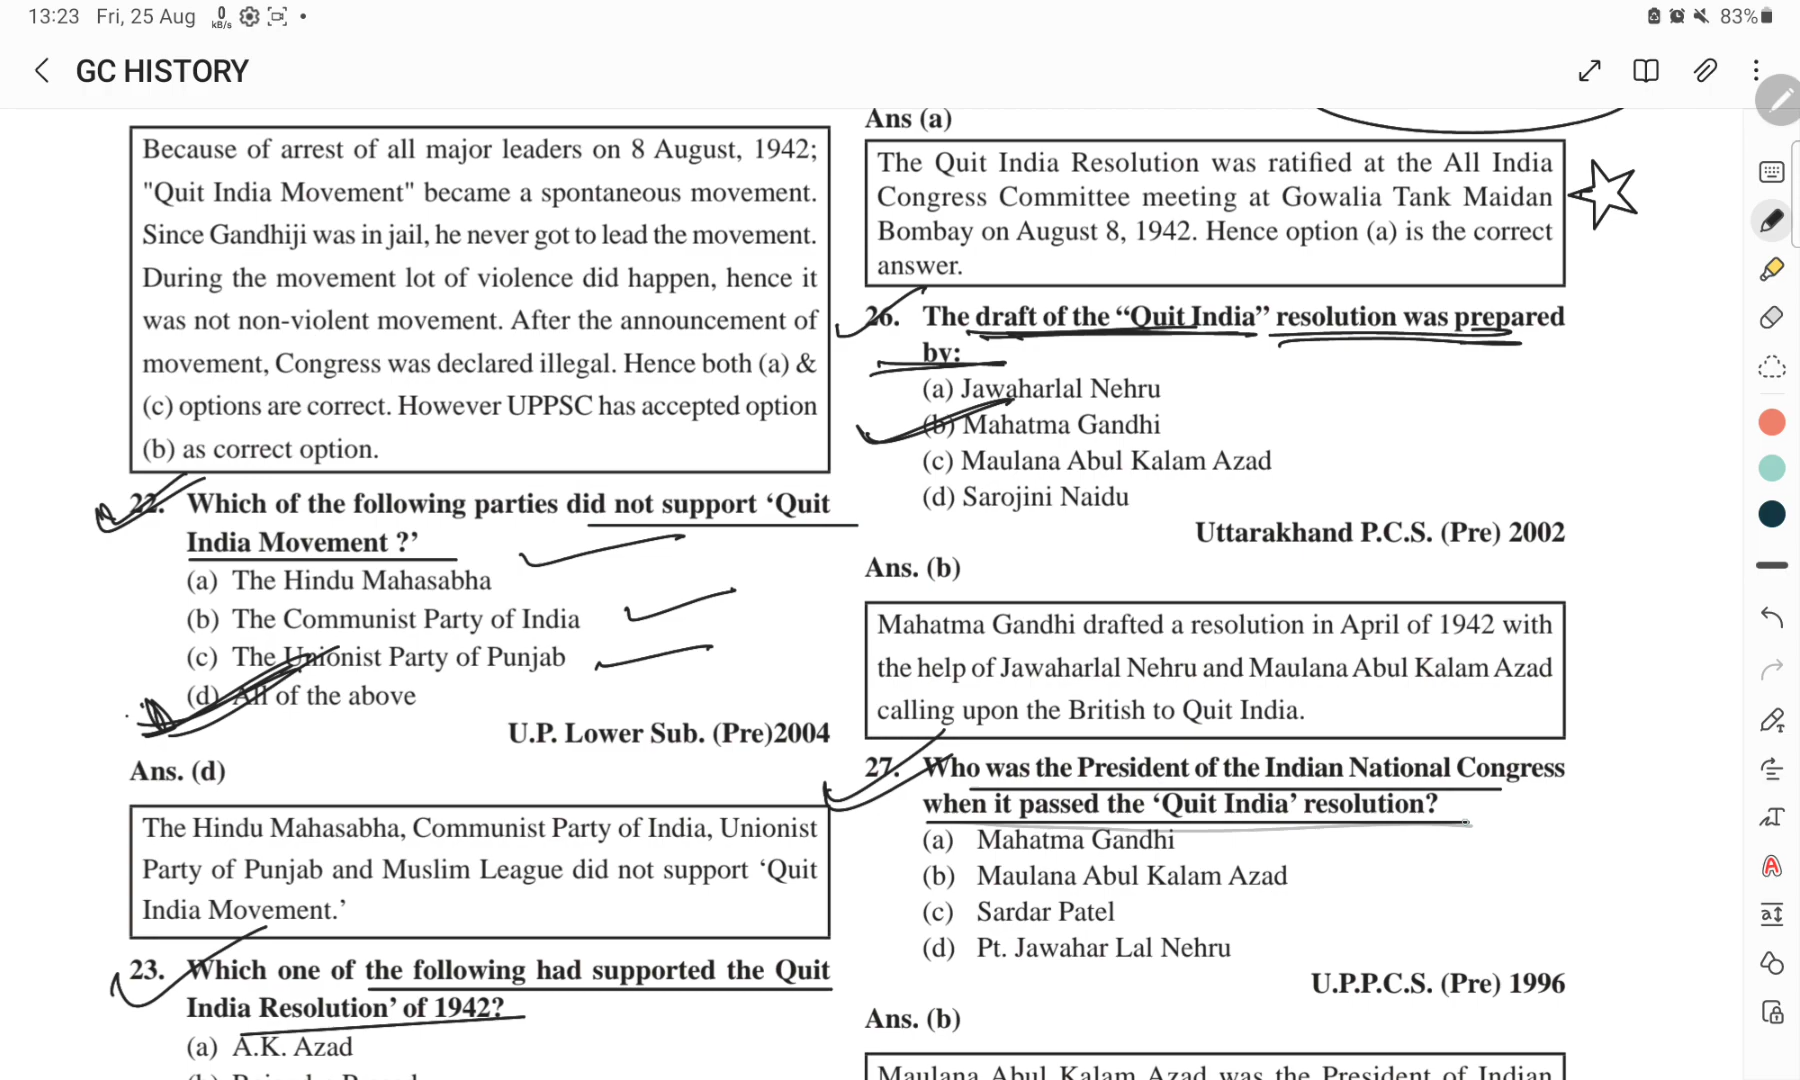 13:23 Fri, 25 Aug 0 kB/s 83%
GC HISTORY
Because of arrest of all major leaders on 8 August, 1942;
"Quit India Movement" became a spontaneous movement.
Since Gandhiji was in jail, he never got to lead the movement.
During the movement lot of violence did happen, hence it
was not non-violent movement. After the announcement of
movement, Congress was declared illegal. Hence both (a) &
(c) options are correct. However UPPSC has accepted option
(b) as correct option.
22. Which of the following parties did not support ‘Quit
India Movement ?’
(a) The Hindu Mahasabha
(b) The Communist Party of India
(c) The Unionist Party of Punjab
(d) All of the above
U.P. Lower Sub. (Pre)2004
Ans. (d)
The Hindu Mahasabha, Communist Party of India, Unionist
Party of Punjab and Muslim League did not support ‘Quit
India Movement.’
23. Which one of the following had supported the Quit
India Resolution’ of 1942?
(a) A.K. Azad
Ans (a)
The Quit India Resolution was ratified at the All India
Congress Committee meeting at Gowalia Tank Maidan
Bombay on August 8, 1942. Hence option (a) is the correct
answer.
26. The draft of the “Quit India” resolution was prepared
by:
(a) Jawaharlal Nehru
(b) Mahatma Gandhi
(c) Maulana Abul Kalam Azad
(d) Sarojini Naidu
Uttarakhand P.C.S. (Pre) 2002
Ans. (b)
Mahatma Gandhi drafted a resolution in April of 1942 with
the help of Jawaharlal Nehru and Maulana Abul Kalam Azad
calling upon the British to Quit India.
27. Who was the President of the Indian National Congress
when it passed the ‘Quit India’ resolution?
(a) Mahatma Gandhi
(b) Maulana Abul Kalam Azad
(c) Sardar Patel
(d) Pt. Jawahar Lal Nehru
U.P.P.C.S. (Pre) 1996
Ans. (b)
Maulana Abul Kalam Azad was the President of Indian